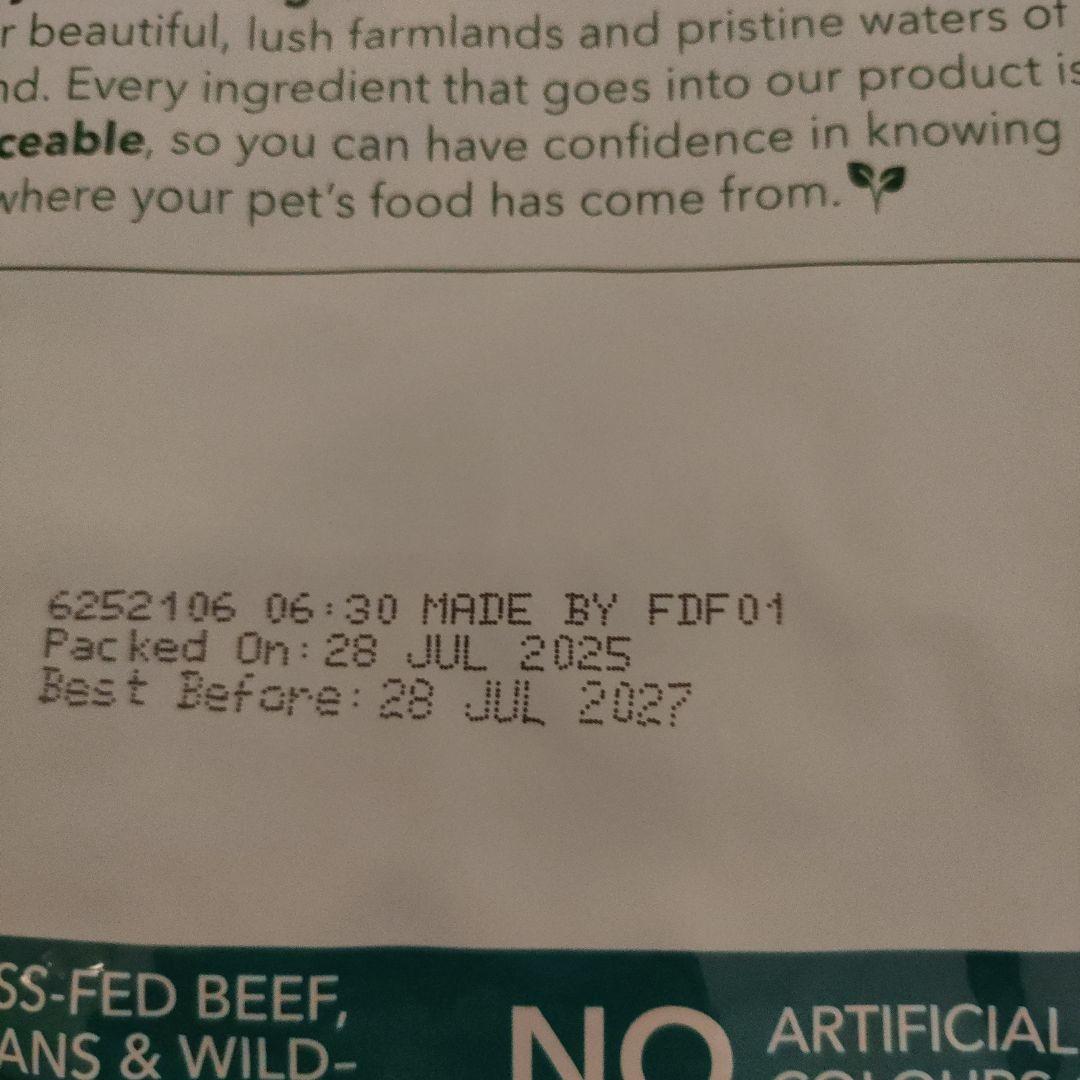 r beautiful, lush farmlands and pristine waters of
nd. Every ingredient that goes into our product is
ceable, so you can have confidence in knowing
where your pet's food has come from.
6252106 06:30 MADE BY FDF01
Packed On:28 JUL 2025
Best Before:28 JUL 2027
SS-FED BEEF,
ANS & WILD-
NO
ARTIFICIAL
COLOURS